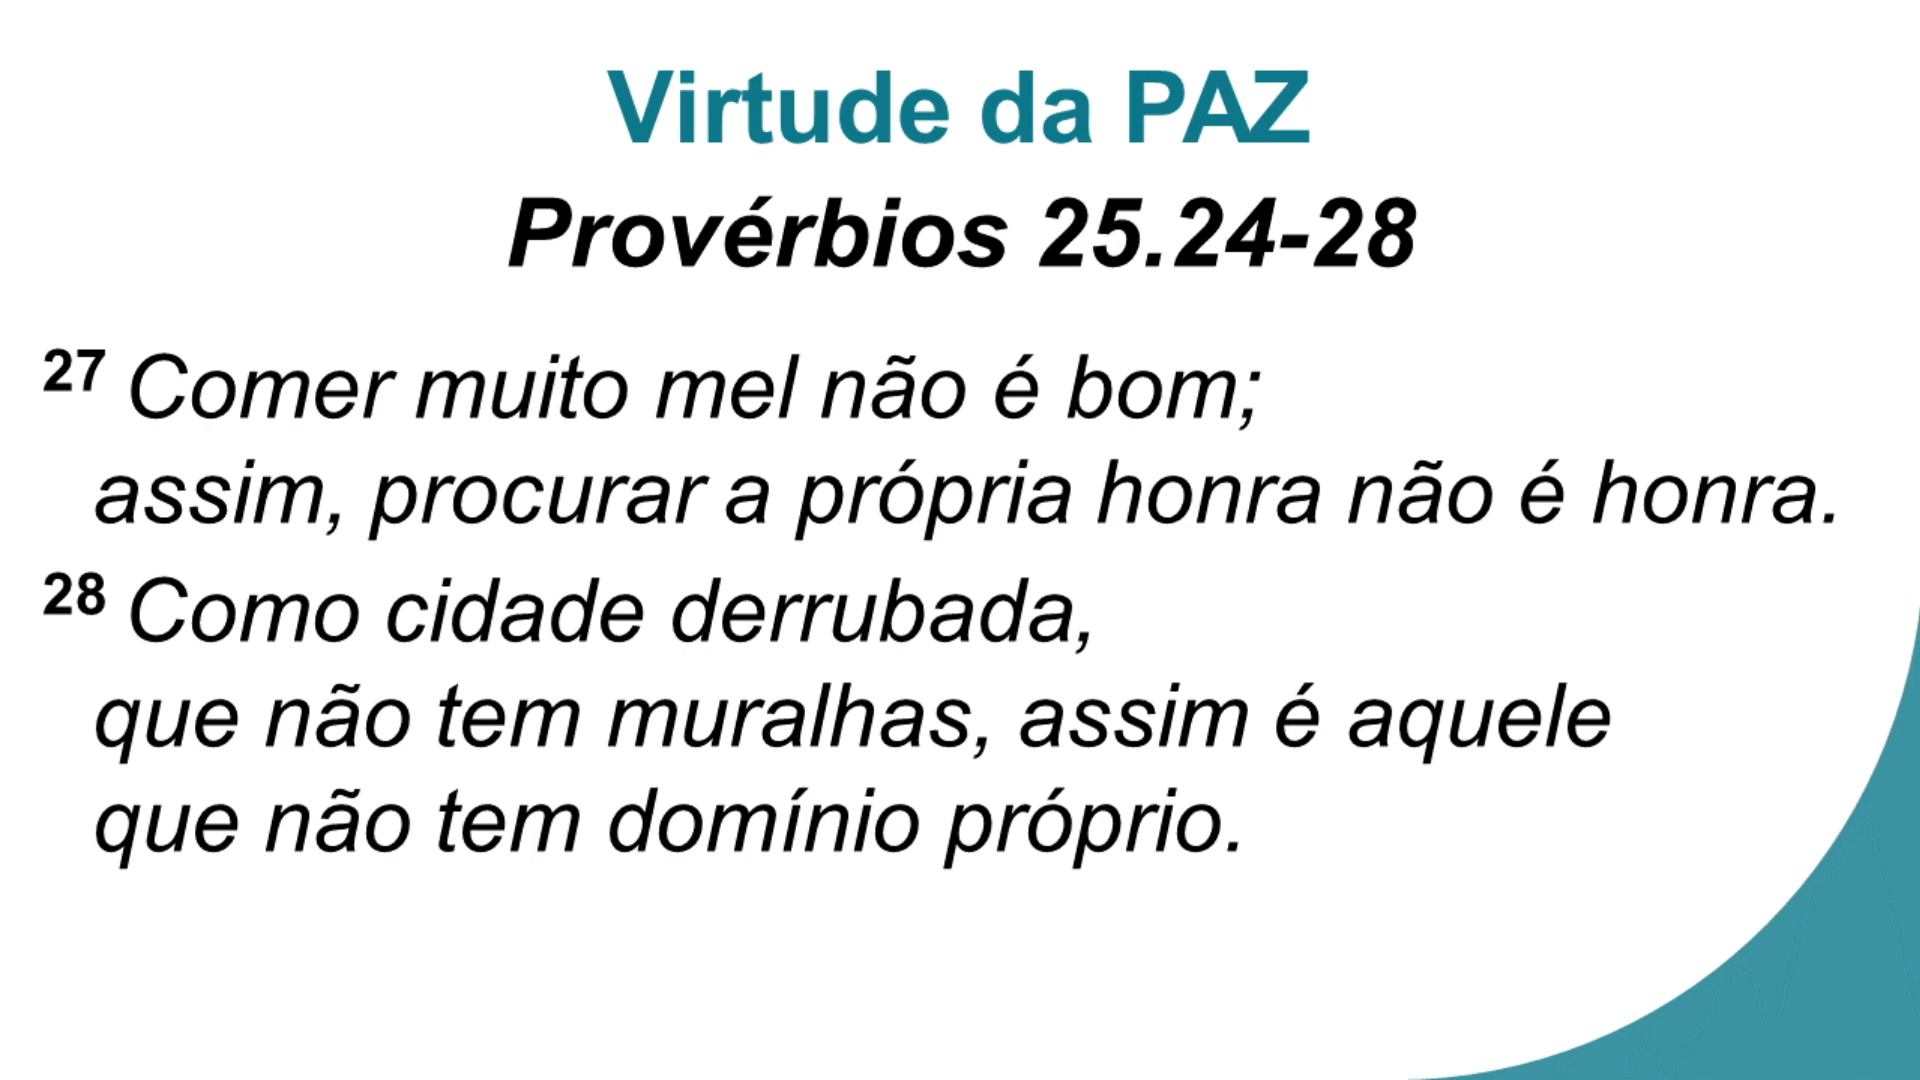 Virtude da PAZ
Provérbios 25.24-28
27 Comer muito mel não é bom;
assim, procurar a própria honra não é honra.
28 Como cidade derrubada,
que não tem muralhas, assim é aquele
que não tem domínio próprio.